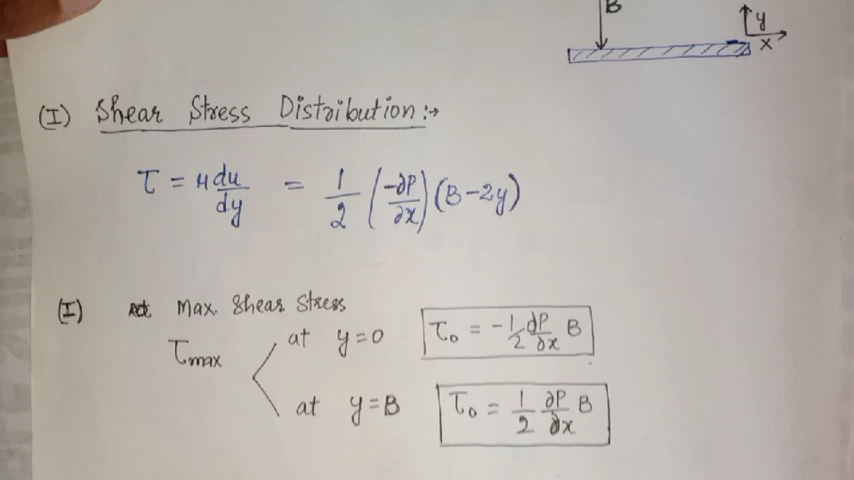 B
y
x
(I) Shear Stress Distribution:→
τ = μ du/dy = 1/2 (-∂P/∂x) (B-2y)
(I) Max. Shear Stress
τmax
at y=0 τ₀ = -1/2 ∂P/∂x B
at y=B τ₀ = 1/2 ∂P/∂x B